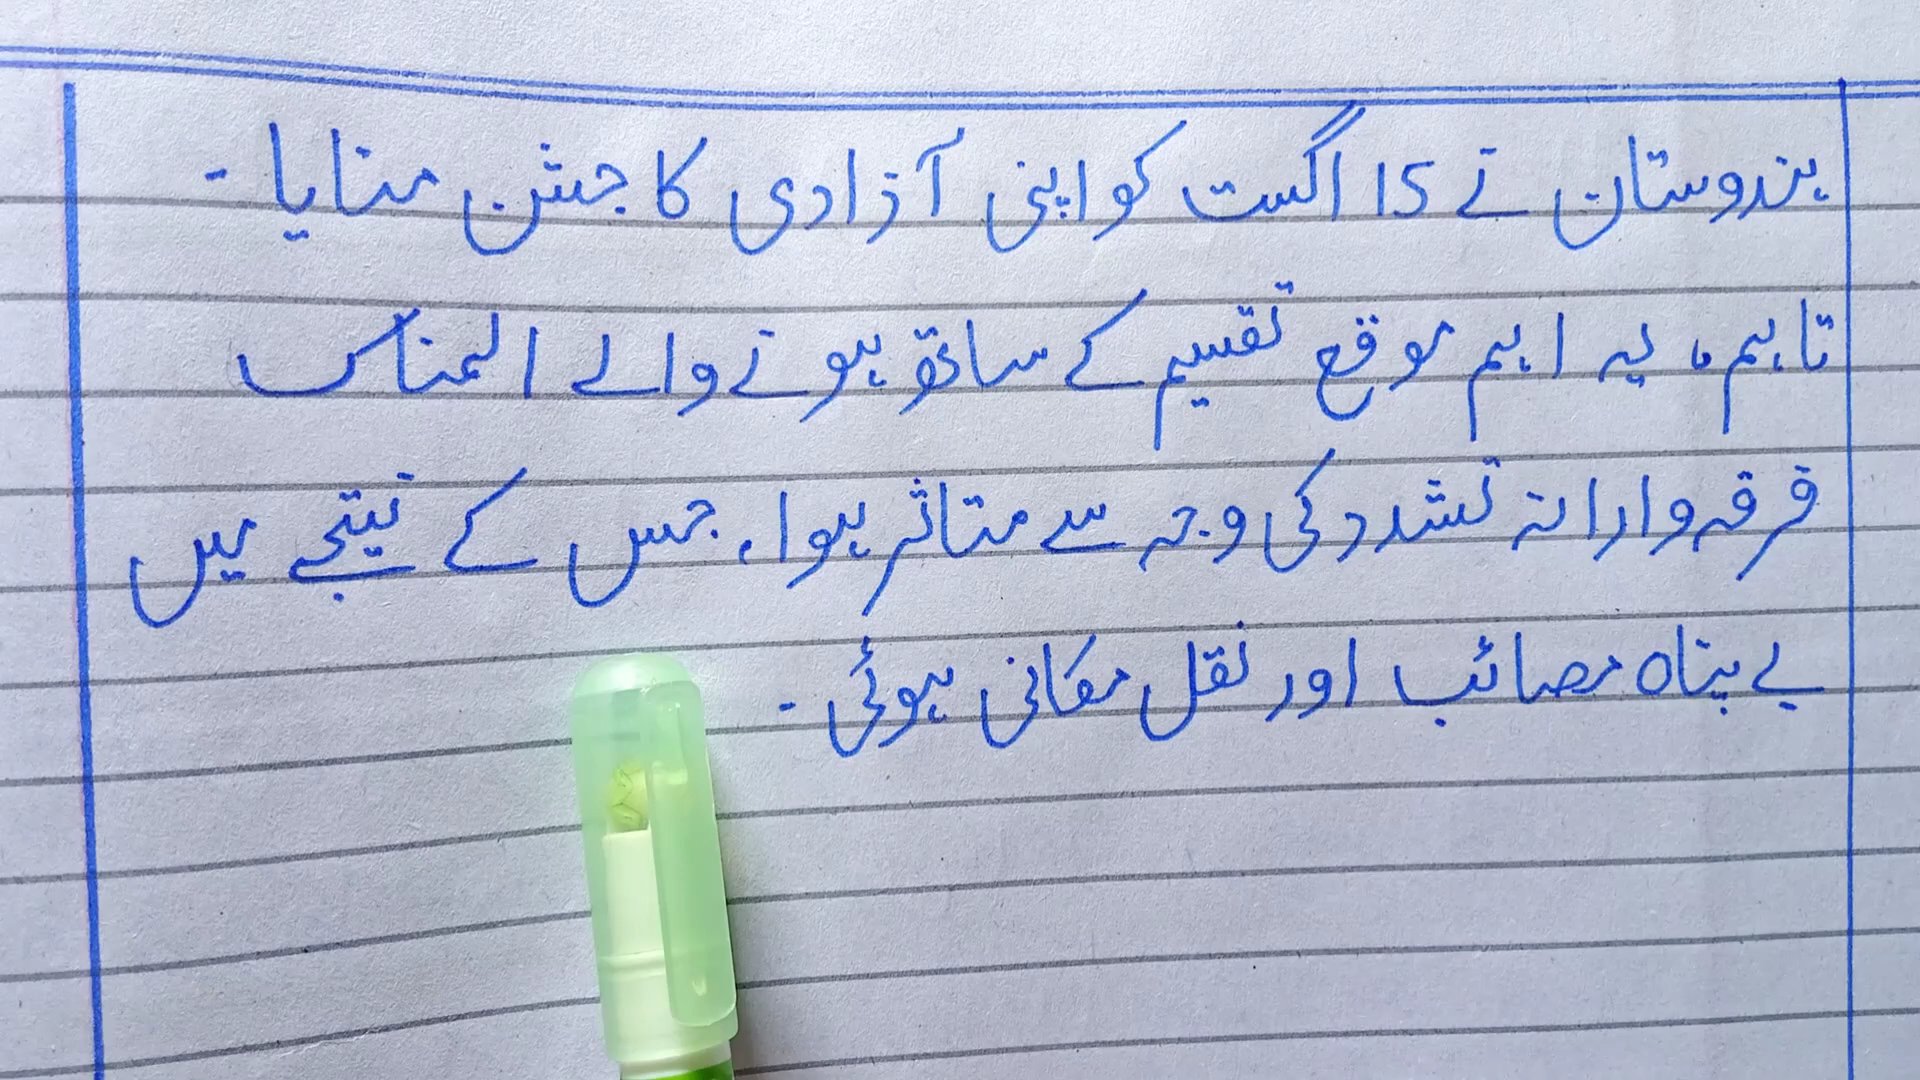 ہندوستان نے 15 اگست کو اپنی آزادی کا جشن منایا۔
تاہم، یہ اہم موقع تقسیم کے ساتھ ہونے والے المناک
فرقہ وارانہ تشدد کی وجہ سے متاثر ہوا، جس کے نتیجے میں
بے پناہ مصائب اور نقل مکانی ہوئی۔